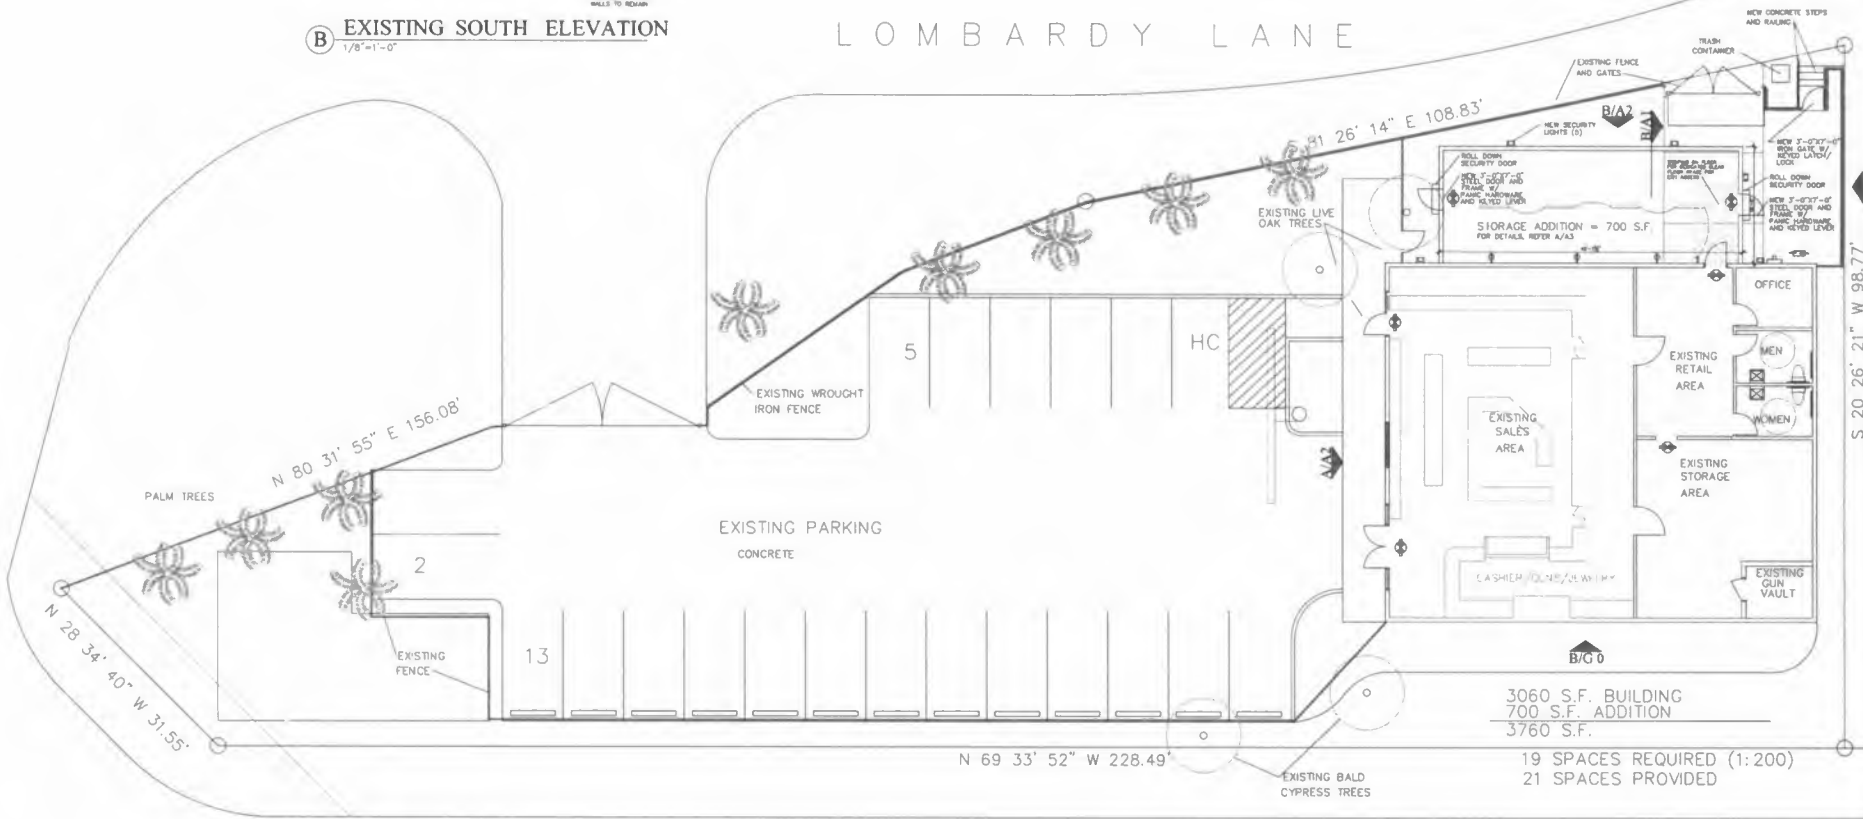 WALLS TO REMAIN
B EXISTING SOUTH ELEVATION
1/8"=1'-0"
LOMBARDY LANE
NEW CONCRETE STEPS
AND RAILING
TRASH
CONTAINER
EXISTING FENCE
AND GATES
B/A2
B/A1
81 26' 14" E 108.83'
NEW SECURITY
LIGHTS
ROLL DOWN
SECURITY DOOR
NEW 3'-0"X7'-0"
STEEL DOOR AND
FRAME W/
PANIC HARDWARE
AND KEYED LEVER
NEW 3'-0"X7'-0"
IRON GATE W/
KEYED LATCH/
LOCK
ROLL DOWN
SECURITY DOOR
NEW 3'-0"X7'-0"
STEEL DOOR AND
FRAME W/
PANIC HARDWARE
AND KEYED LEVER
EXISTING LIVE
OAK TREES
STORAGE ADDITION = 700 S.F.
FOR DETAILS, REFER A/A3
S 20 26' 21" W 98.77'
OFFICE
5
HC
MEN
EXISTING
RETAIL
AREA
WOMEN
EXISTING WROUGHT
IRON FENCE
N 80 31' 55" E 156.08'
EXISTING
SALES
AREA
A/A2
EXISTING
STORAGE
AREA
PALM TREES
EXISTING PARKING
CONCRETE
2
CASHIER/GUNS/JEWELRY
EXISTING
GUN
VAULT
N 28 34' 40" W 31.55'
EXISTING
FENCE
13
B/G 0
3060 S.F. BUILDING
700 S.F. ADDITION
3760 S.F.
N 69 33' 52" W 228.49'
19 SPACES REQUIRED (1:200)
21 SPACES PROVIDED
EXISTING BALD
CYPRESS TREES